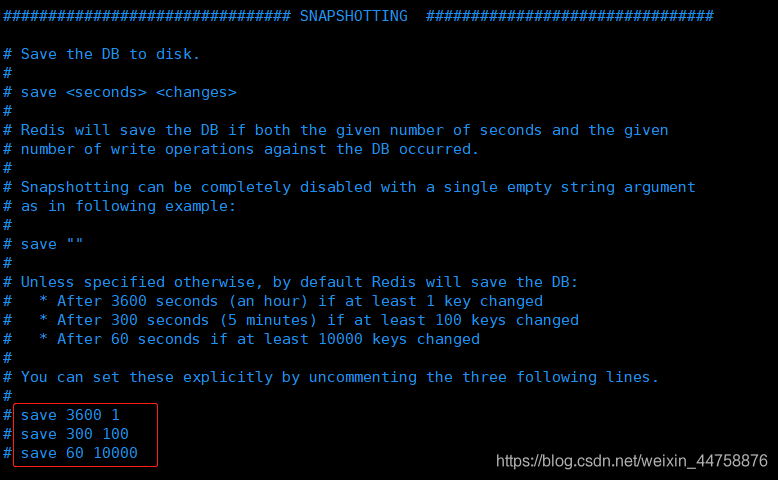 ################################ SNAPSHOTTING  ################################
# Save the DB to disk.
#
# save <seconds> <changes>
#
# Redis will save the DB if both the given number of seconds and the given
# number of write operations against the DB occurred.
#
# Snapshotting can be completely disabled with a single empty string argument
# as in following example:
#
# save ""
#
# Unless specified otherwise, by default Redis will save the DB:
#   * After 3600 seconds (an hour) if at least 1 key changed
#   * After 300 seconds (5 minutes) if at least 100 keys changed
#   * After 60 seconds if at least 10000 keys changed
#
# You can set these explicitly by uncommenting the three following lines.
#
# save 3600 1
# save 300 100
# save 60 10000
https://blog.csdn.net/weixin_44758876